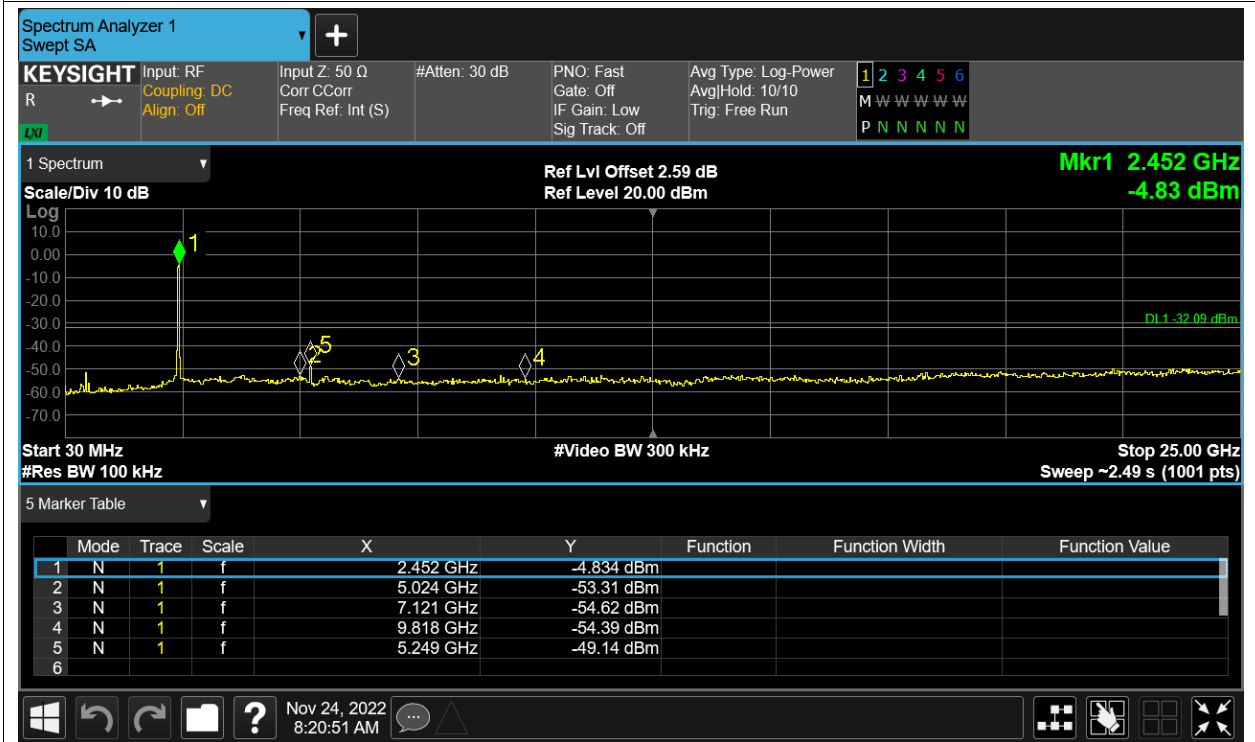 Spectrum Analyzer 1
Swept SA
+
KEYSIGHT
R
LXI
Input: RF
Coupling: DC
Align: Off
Input Z: 50 Ω
Corr CCorr
Freq Ref: Int (S)
#Atten: 30 dB
PNO: Fast
Gate: Off
IF Gain: Low
Sig Track: Off
Avg Type: Log-Power
Avg|Hold: 10/10
Trig: Free Run
1 2 3 4 5 6
M W W W W W
P N N N N N
1 Spectrum
Scale/Div 10 dB
Ref Lvl Offset 2.59 dB
Ref Level 20.00 dBm
Mkr1 2.452 GHz
-4.83 dBm
Log
10.0
0.00
-10.0
-20.0
-30.0
-40.0
-50.0
-60.0
-70.0
1
2
5
3
4
DL1 -32.09 dBm
Start 30 MHz
#Video BW 300 kHz
Stop 25.00 GHz
#Res BW 100 kHz
Sweep ~2.49 s (1001 pts)
5 Marker Table
Mode Trace Scale X Y Function Function Width Function Value
1 N 1 f 2.452 GHz -4.834 dBm
2 N 1 f 5.024 GHz -53.31 dBm
3 N 1 f 7.121 GHz -54.62 dBm
4 N 1 f 9.818 GHz -54.39 dBm
5 N 1 f 5.249 GHz -49.14 dBm
6
?
Nov 24, 2022
8:20:51 AM